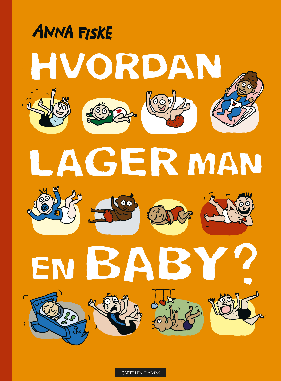 ANNA FISKE
HVORDAN
LAGER MAN
EN BABY?